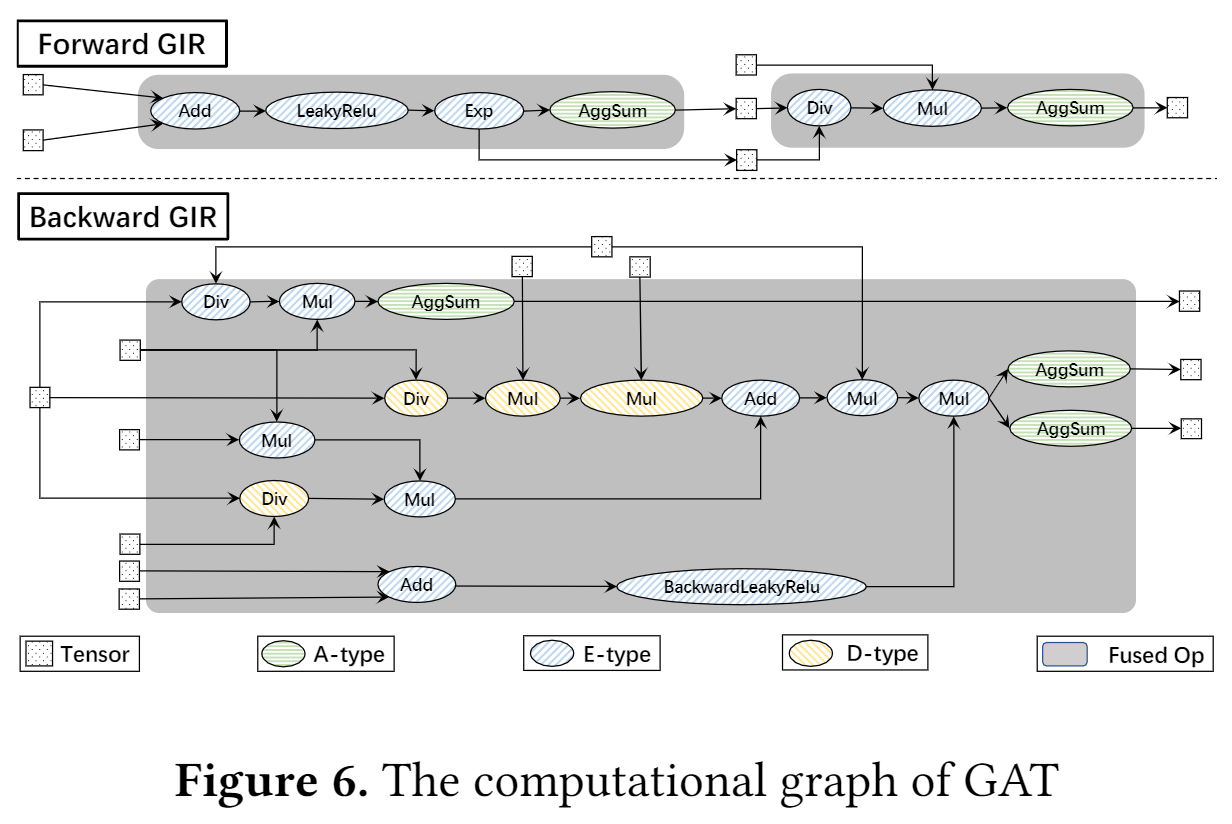 Forward GIR
Add LeakyRelu Exp AggSum Div Mul AggSum
Backward GIR
Div Mul AggSum
AggSum
Div Mul Mul Add Mul Mul
AggSum
Mul
Div Mul
Add BackwardLeakyRelu
Tensor A-type E-type D-type Fused Op
Figure 6. The computational graph of GAT